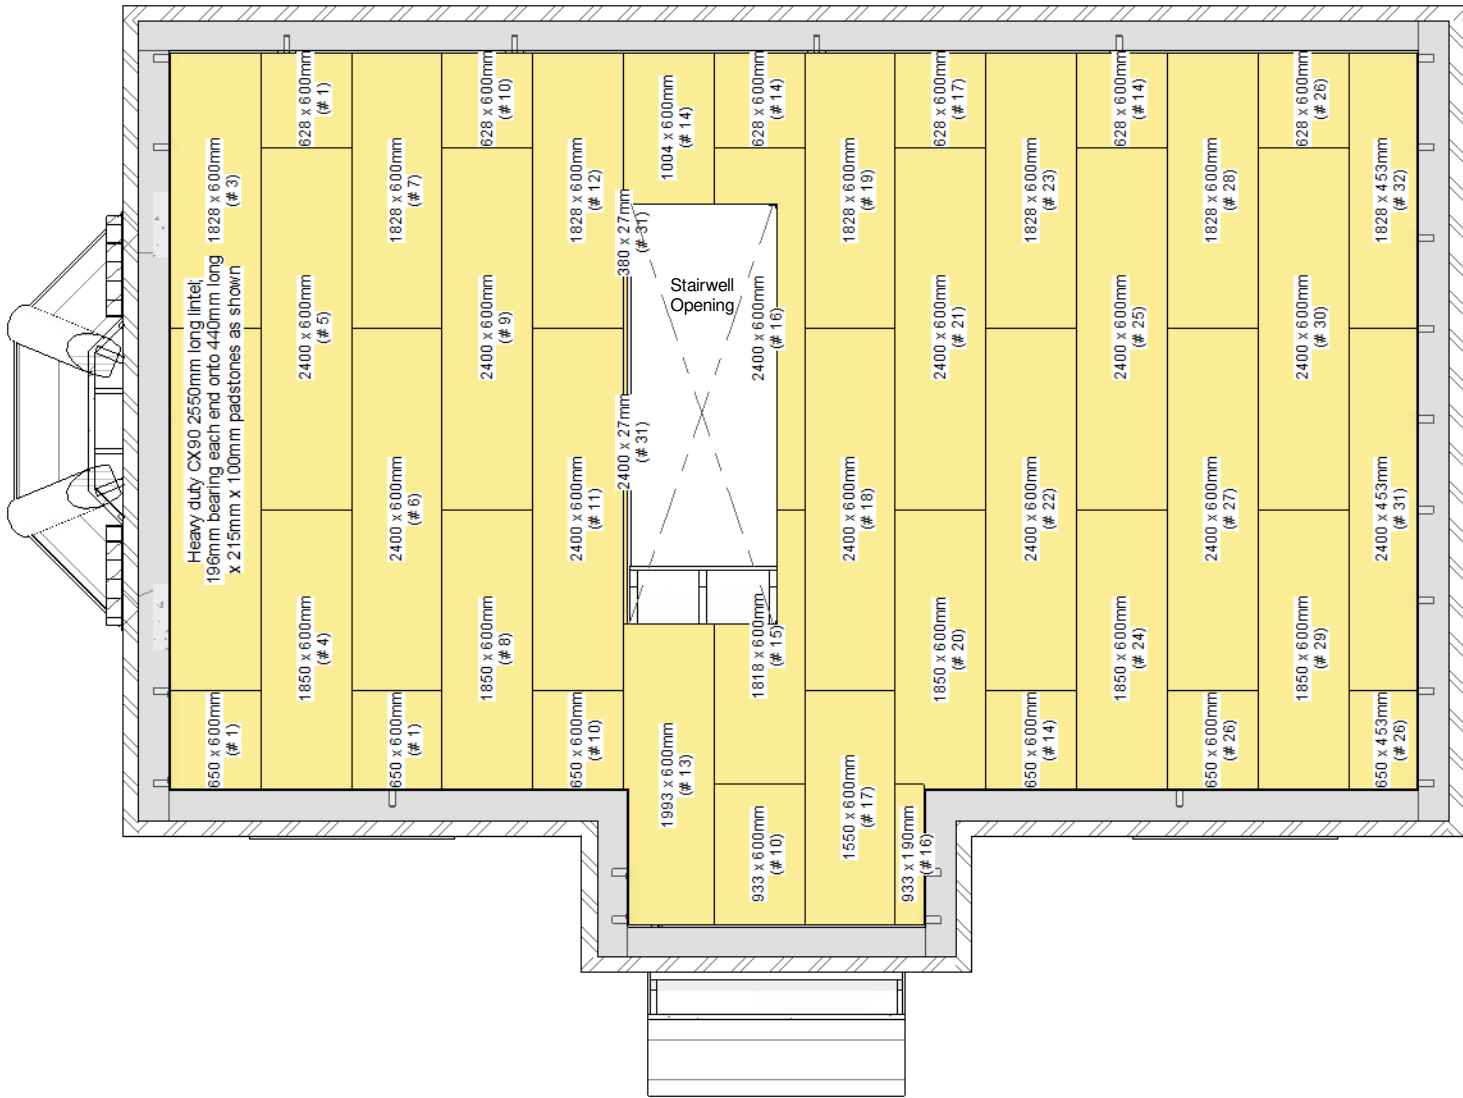 1828 x 600mm
(# 3)
Heavy duty CX90 2550mm long lintel;
196mm bearing each end onto 440mm long
x 215mm x 100mm padstones as shown
650 x 600mm
(# 1)
628 x 600mm
(# 1)
2400 x 600mm
(# 5)
1850 x 600mm
(# 4)
1828 x 600mm
(# 7)
2400 x 600mm
(# 6)
650 x 600mm
(# 1)
628 x 600mm
(# 10)
2400 x 600mm
(# 9)
1850 x 600mm
(# 8)
1828 x 600mm
(# 12)
2400 x 600mm
(# 11)
650 x 600mm
(# 10)
1004 x 600mm
(# 14)
380 x 27mm
(# 31)
2400 x 27mm
(# 31)
Stairwell
Opening
1993 x 600mm
(# 13)
628 x 600mm
(# 14)
2400 x 600mm
(# 16)
1818 x 600mm
(# 15)
933 x 600mm
(# 10)
1828 x 600mm
(# 19)
2400 x 600mm
(# 18)
1550 x 600mm
(# 17)
628 x 600mm
(# 17)
2400 x 600mm
(# 21)
1850 x 600mm
(# 20)
933 x 190mm
(# 16)
1828 x 600mm
(# 23)
2400 x 600mm
(# 22)
650 x 600mm
(# 14)
628 x 600mm
(# 14)
2400 x 600mm
(# 25)
1850 x 600mm
(# 24)
1828 x 600mm
(# 28)
2400 x 600mm
(# 27)
650 x 600mm
(# 26)
628 x 600mm
(# 26)
2400 x 600mm
(# 30)
1850 x 600mm
(# 29)
1828 x 453mm
(# 32)
2400 x 453mm
(# 31)
650 x 453mm
(# 26)